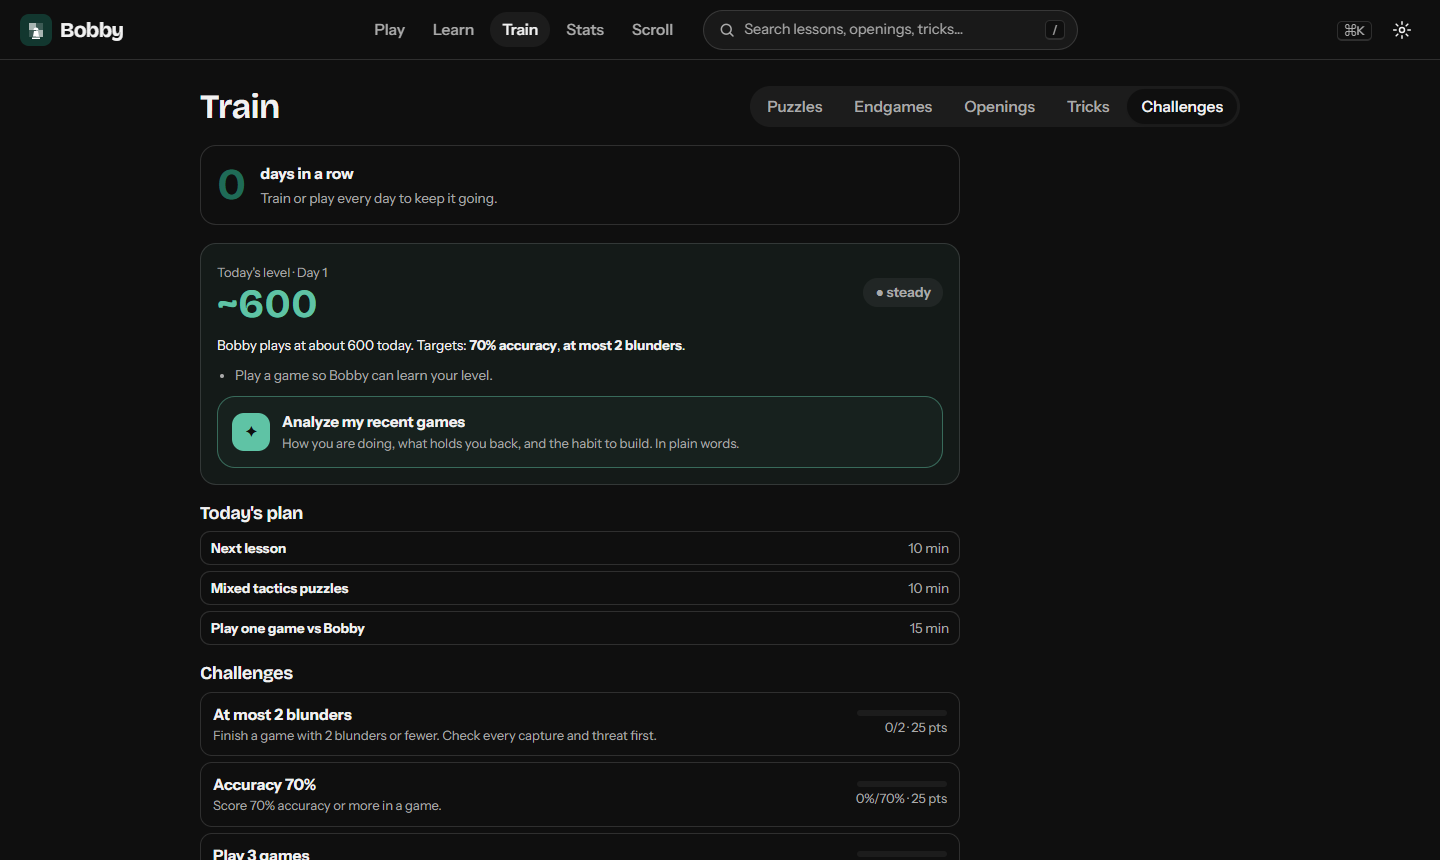 Bobby
Play Learn Train Stats Scroll
Search lessons, openings, tricks... /
⌘K
Train
Puzzles Endgames Openings Tricks Challenges
0
days in a row
Train or play every day to keep it going.
Today's level · Day 1
~600
• steady
Bobby plays at about 600 today. Targets: 70% accuracy, at most 2 blunders.
• Play a game so Bobby can learn your level.
Analyze my recent games
How you are doing, what holds you back, and the habit to build. In plain words.
Today's plan
Next lesson 10 min
Mixed tactics puzzles 10 min
Play one game vs Bobby 15 min
Challenges
At most 2 blunders
Finish a game with 2 blunders or fewer. Check every capture and threat first.
0/2 · 25 pts
Accuracy 70%
Score 70% accuracy or more in a game.
0%/70% · 25 pts
Play 3 games